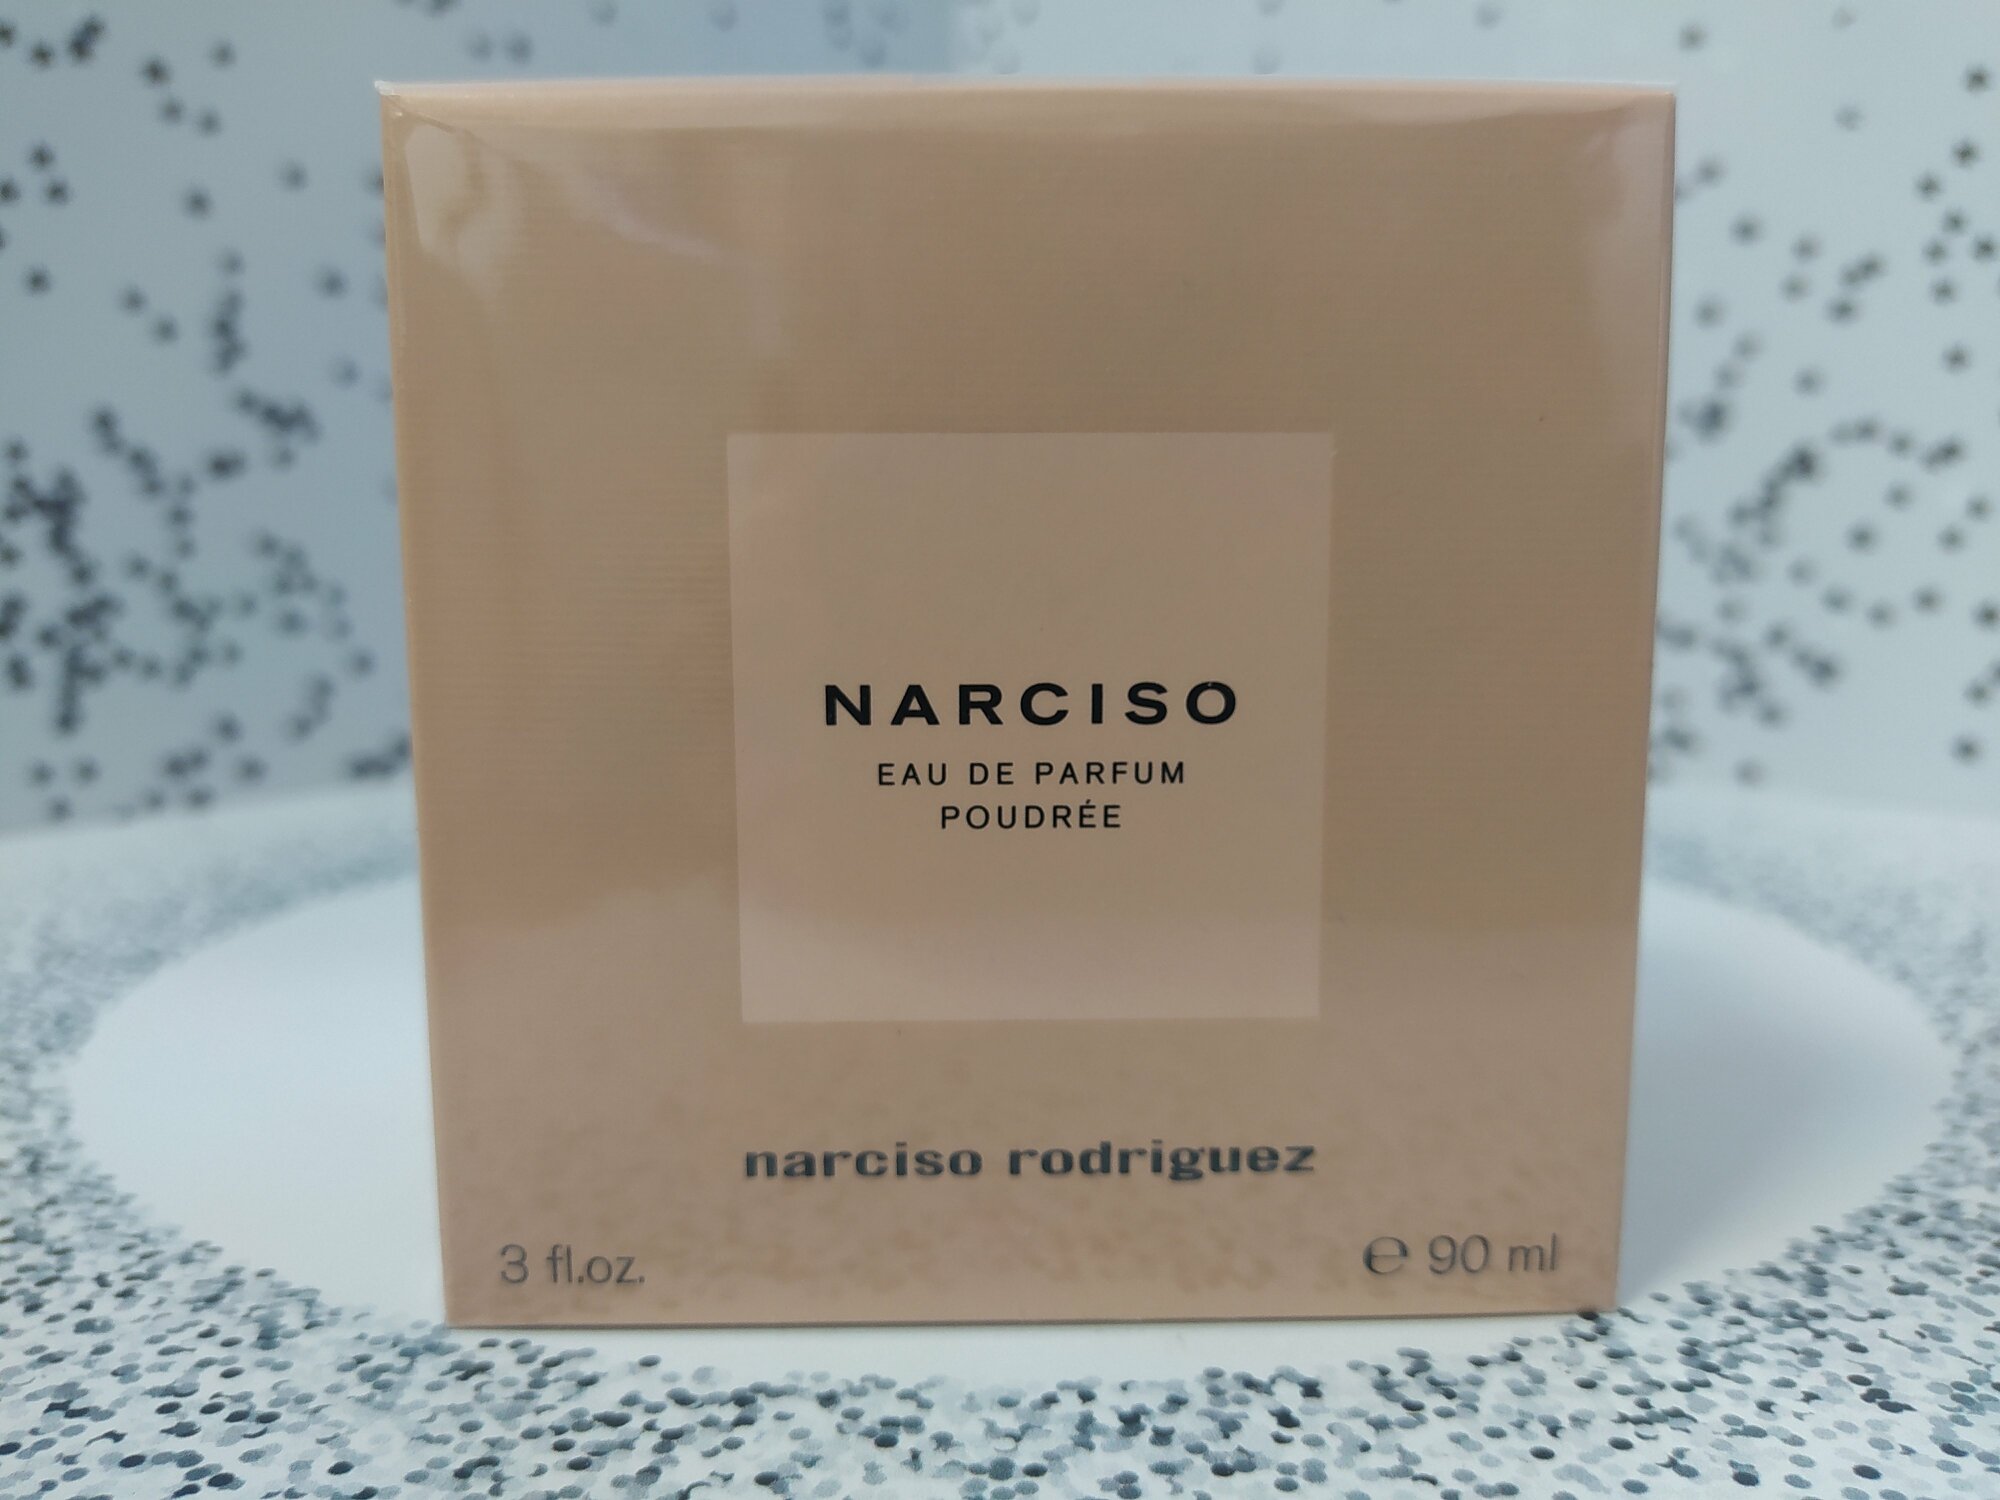 NARCISO
EAU DE PARFUM
POUDRÉE
narciso rodriguez
3 fl.oz. ℮ 90 ml